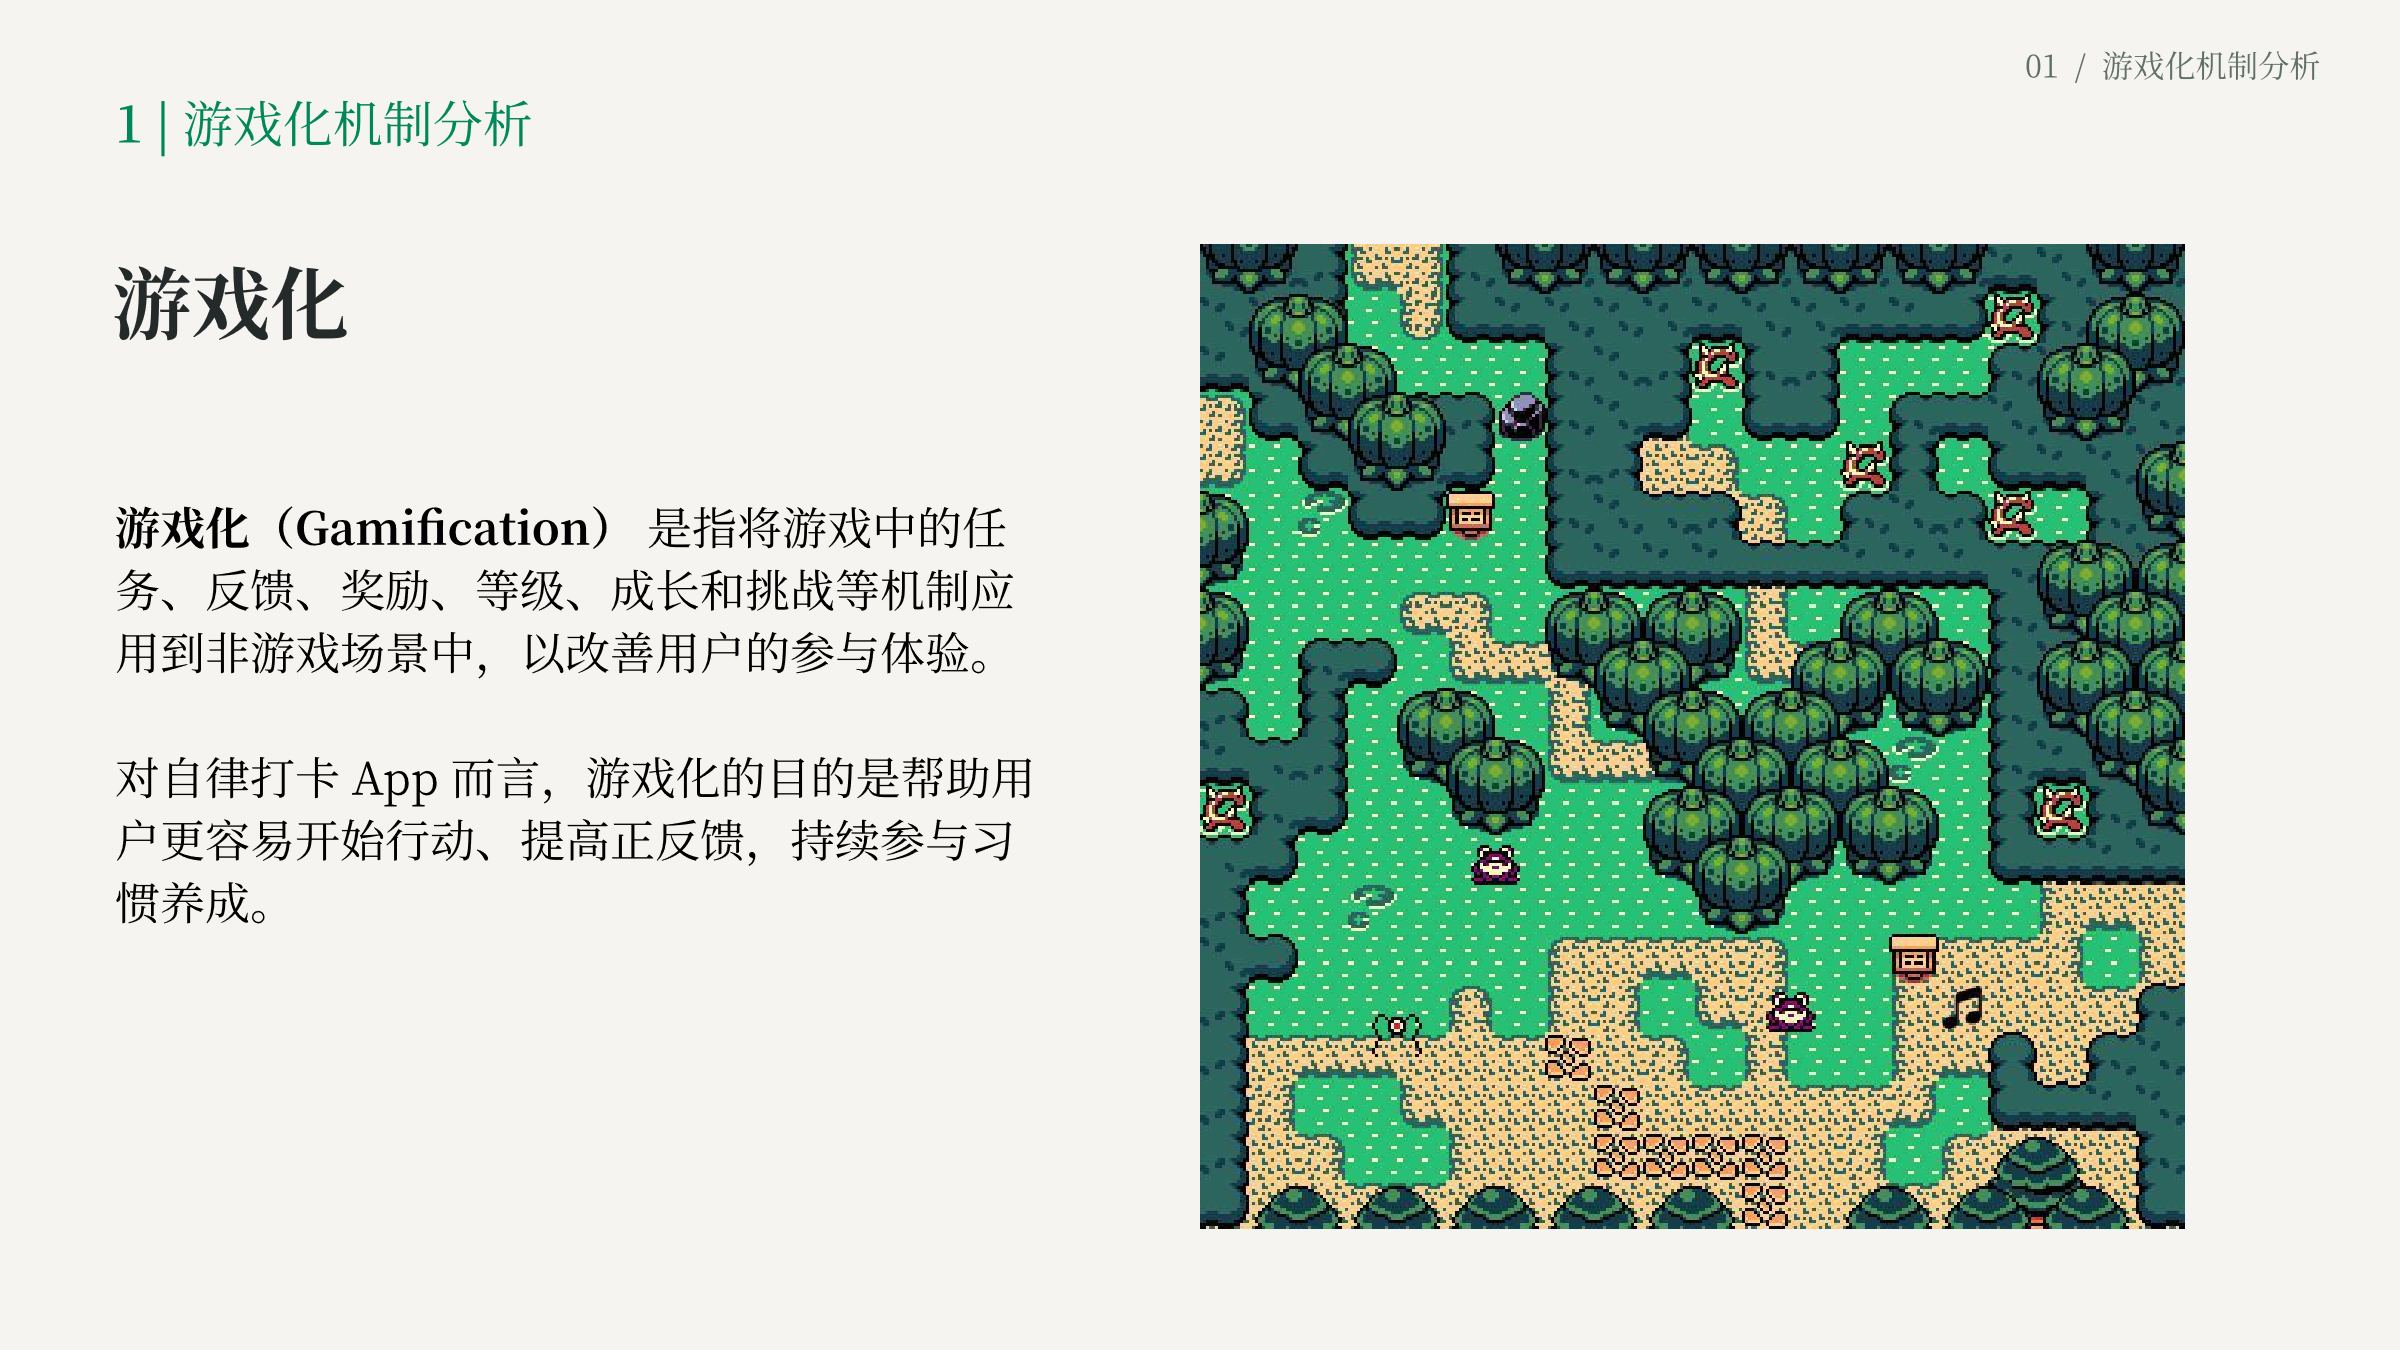 01 / 游戏化机制分析
1 | 游戏化机制分析
游戏化
游戏化（Gamification） 是指将游戏中的任
务、反馈、奖励、等级、成长和挑战等机制应
用到非游戏场景中，以改善用户的参与体验。
对自律打卡 App 而言，游戏化的目的是帮助用
户更容易开始行动、提高正反馈，持续参与习
惯养成。